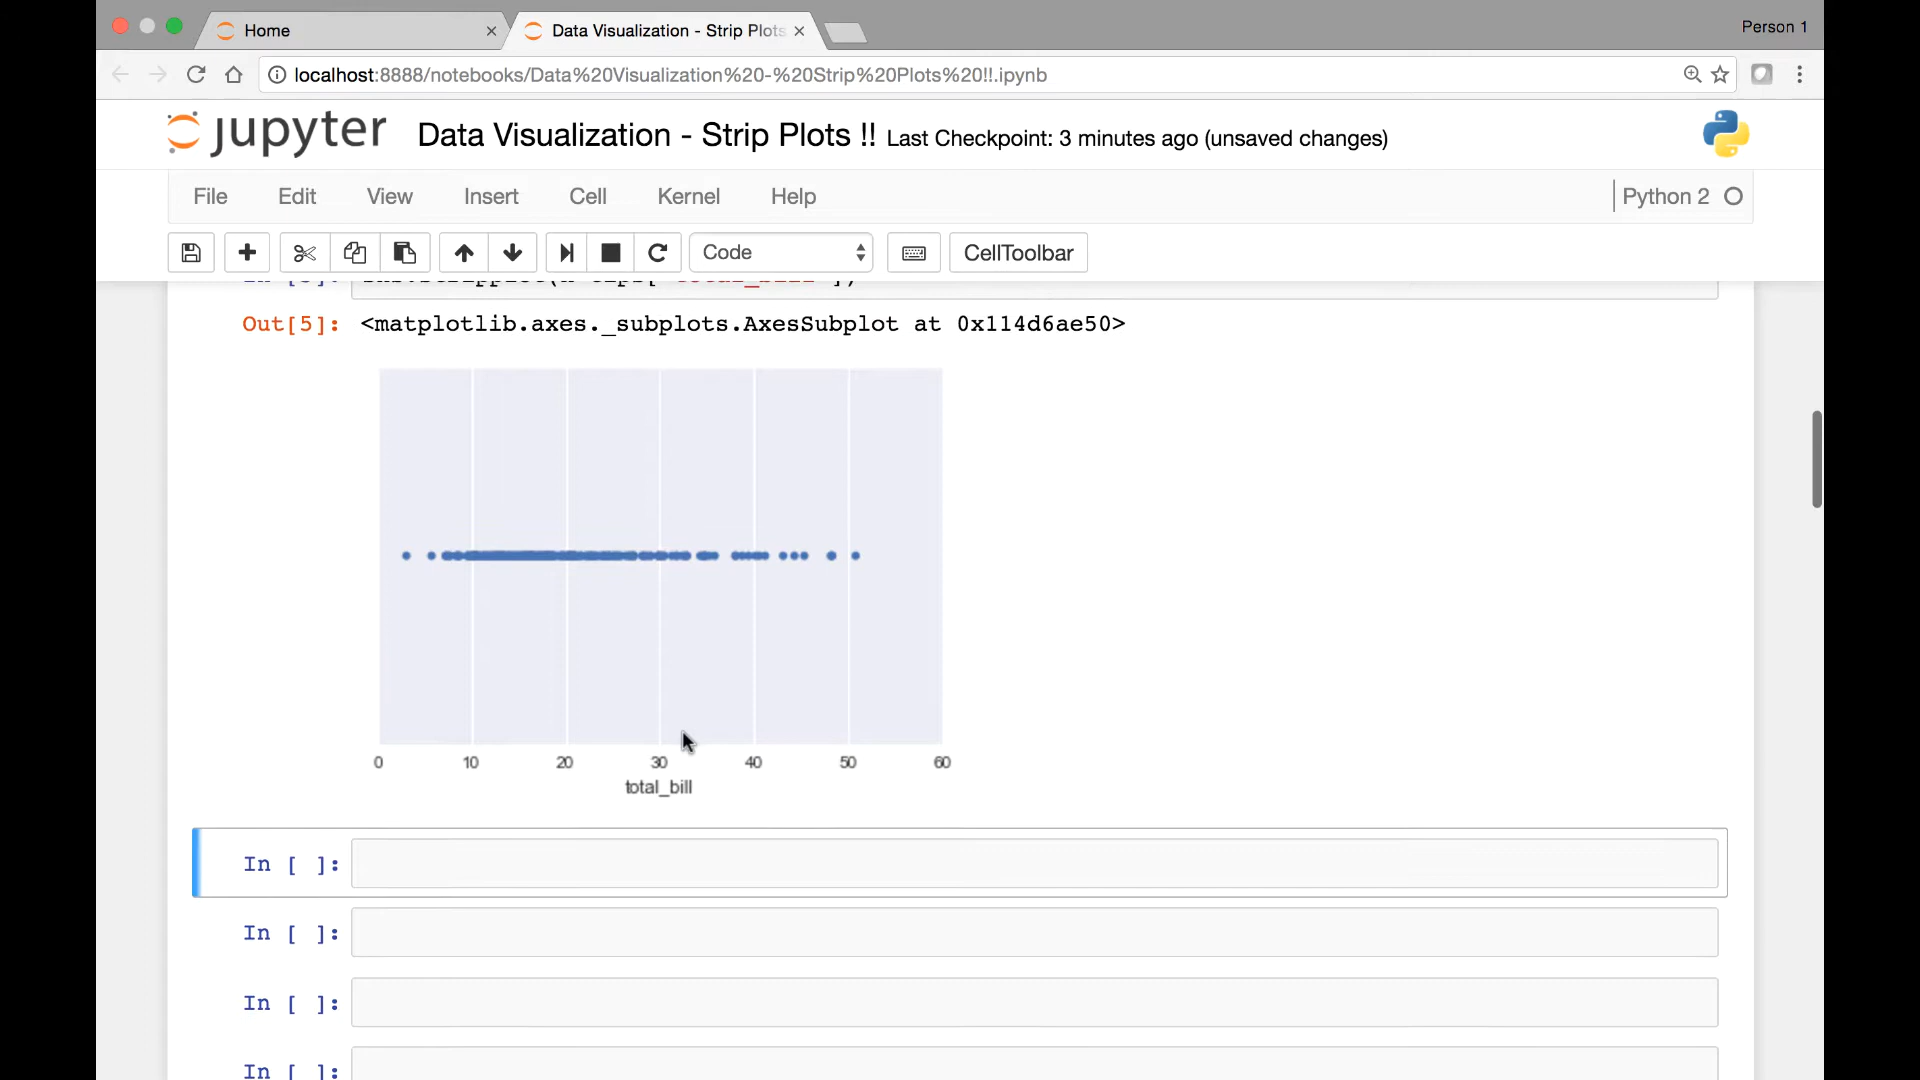 Home
Data Visualization - Strip Plots
Person 1
localhost:8888/notebooks/Data%20Visualization%20-%20Strip%20Plots%20!!.ipynb
jupyter Data Visualization - Strip Plots !! Last Checkpoint: 3 minutes ago (unsaved changes)
File Edit View Insert Cell Kernel Help Python 2
Code CellToolbar
Out[5]: <matplotlib.axes._subplots.AxesSubplot at 0x114d6ae50>
0 10 20 30 40 50 60
total_bill
In [ ]:
In [ ]:
In [ ]:
In [ ]: